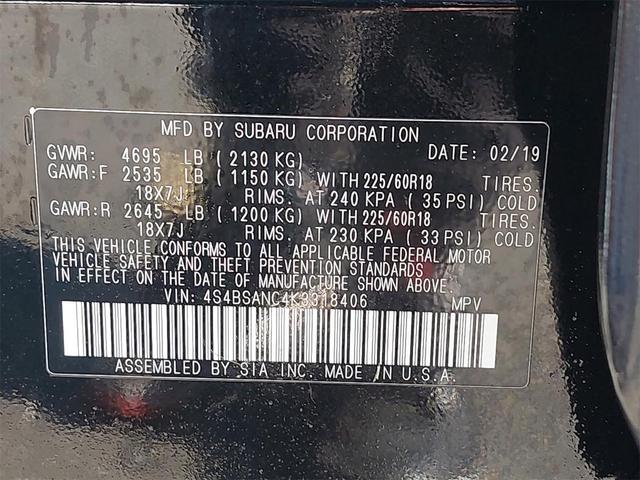 MFD BY SUBARU CORPORATION
GVWR: 4695 LB ( 2130 KG) DATE: 02/19
GAWR:F 2535 LB ( 1150 KG) WITH 225/60R18 TIRES.
18X7J RIMS. AT 240 KPA ( 35 PSI) COLD
GAWR:R 2645 LB ( 1200 KG) WITH 225/60R18 TIRES.
18X7J RIMS. AT 230 KPA ( 33 PSI) COLD
THIS VEHICLE CONFORMS TO ALL APPLICABLE FEDERAL MOTOR
VEHICLE SAFETY AND THEFT PREVENTION STANDARDS
IN EFFECT ON THE DATE OF MANUFACTURE SHOWN ABOVE.
VIN: 4S4BSANC4K3318406 MPV
ASSEMBLED BY SIA INC. MADE IN U.S.A.